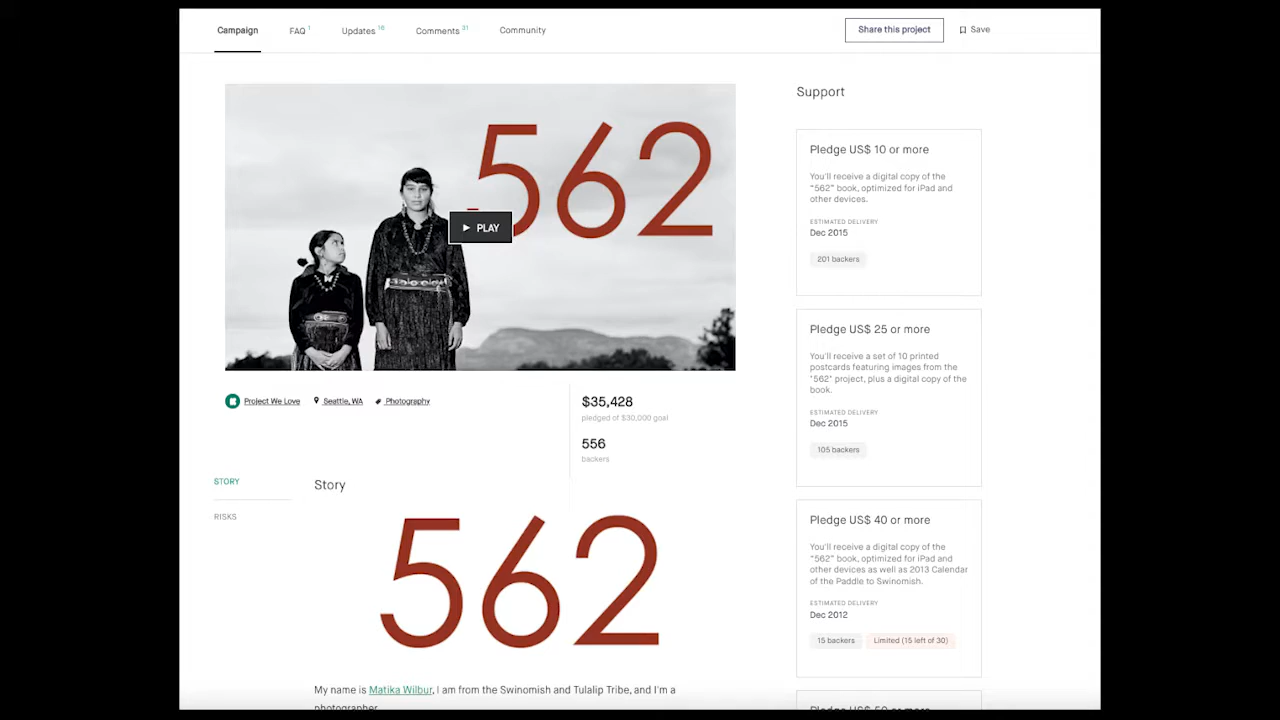 Campaign FAQ 1 Updates 16 Comments 31 Community Share this project Save
562
PLAY
Project We Love Seattle, WA Photography
$35,428
pledged of $30,000 goal
556
backers
STORY
RISKS
Story
562
My name is Matika Wilbur, I am from the Swinomish and Tulalip Tribe, and I'm a
photographer
Support
Pledge US$ 10 or more
You'll receive a digital copy of the
“562” book, optimized for iPad and
other devices.
ESTIMATED DELIVERY
Dec 2015
201 backers
Pledge US$ 25 or more
You'll receive a set of 10 printed
postcards featuring images from the
"562" project, plus a digital copy of the
book.
ESTIMATED DELIVERY
Dec 2015
105 backers
Pledge US$ 40 or more
You'll receive a digital copy of the
“562” book, optimized for iPad and
other devices as well as 2013 Calendar
of the Paddle to Swinomish.
ESTIMATED DELIVERY
Dec 2012
15 backers Limited (15 left of 30)
Pledge US$ 50 or more